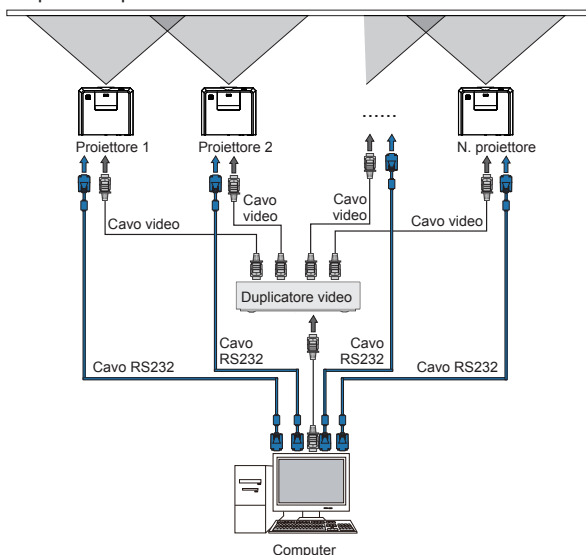 Proiettore 1
Proiettore 2
......
N. proiettore
Cavo video
Cavo
video
Cavo
video
Cavo video
Duplicatore video
Cavo RS232
Cavo
RS232
Cavo
RS232
Cavo RS232
Computer